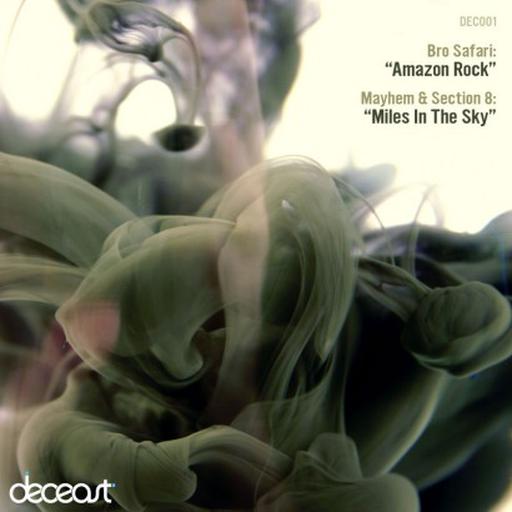 DEC001
Bro Safari:
“Amazon Rock”
Mayhem & Section 8:
“Miles In The Sky”
deceast